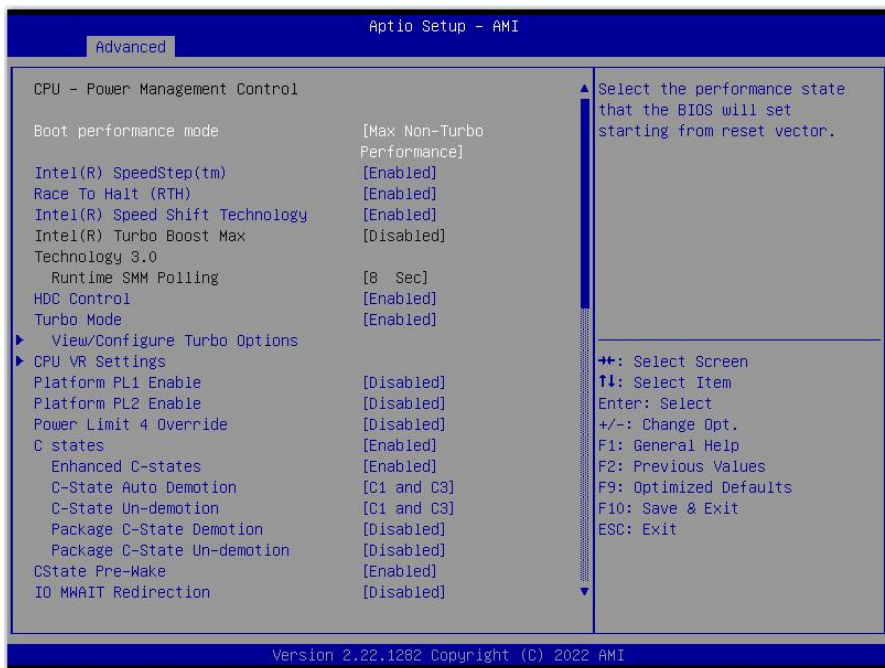 Aptio Setup - AMI
Advanced
CPU - Power Management Control
Boot performance mode [Max Non-Turbo
Performance]
Intel(R) SpeedStep(tm) [Enabled]
Race To Halt (RTH) [Enabled]
Intel(R) Speed Shift Technology [Enabled]
Intel(R) Turbo Boost Max [Disabled]
Technology 3.0
Runtime SMM Polling [8 Sec]
HDC Control [Enabled]
Turbo Mode [Enabled]
View/Configure Turbo Options
CPU VR Settings
Platform PL1 Enable [Disabled]
Platform PL2 Enable [Disabled]
Power Limit 4 Override [Disabled]
C states [Enabled]
Enhanced C-states [Enabled]
C-State Auto Demotion [C1 and C3]
C-State Un-demotion [C1 and C3]
Package C-State Demotion [Disabled]
Package C-State Un-demotion [Disabled]
CState Pre-Wake [Enabled]
IO MWAIT Redirection [Disabled]
Select the performance state
that the BIOS will set
starting from reset vector.
→←: Select Screen
↑↓: Select Item
Enter: Select
+/-: Change Opt.
F1: General Help
F2: Previous Values
F9: Optimized Defaults
F10: Save & Exit
ESC: Exit
Version 2.22.1282 Copyright (C) 2022 AMI